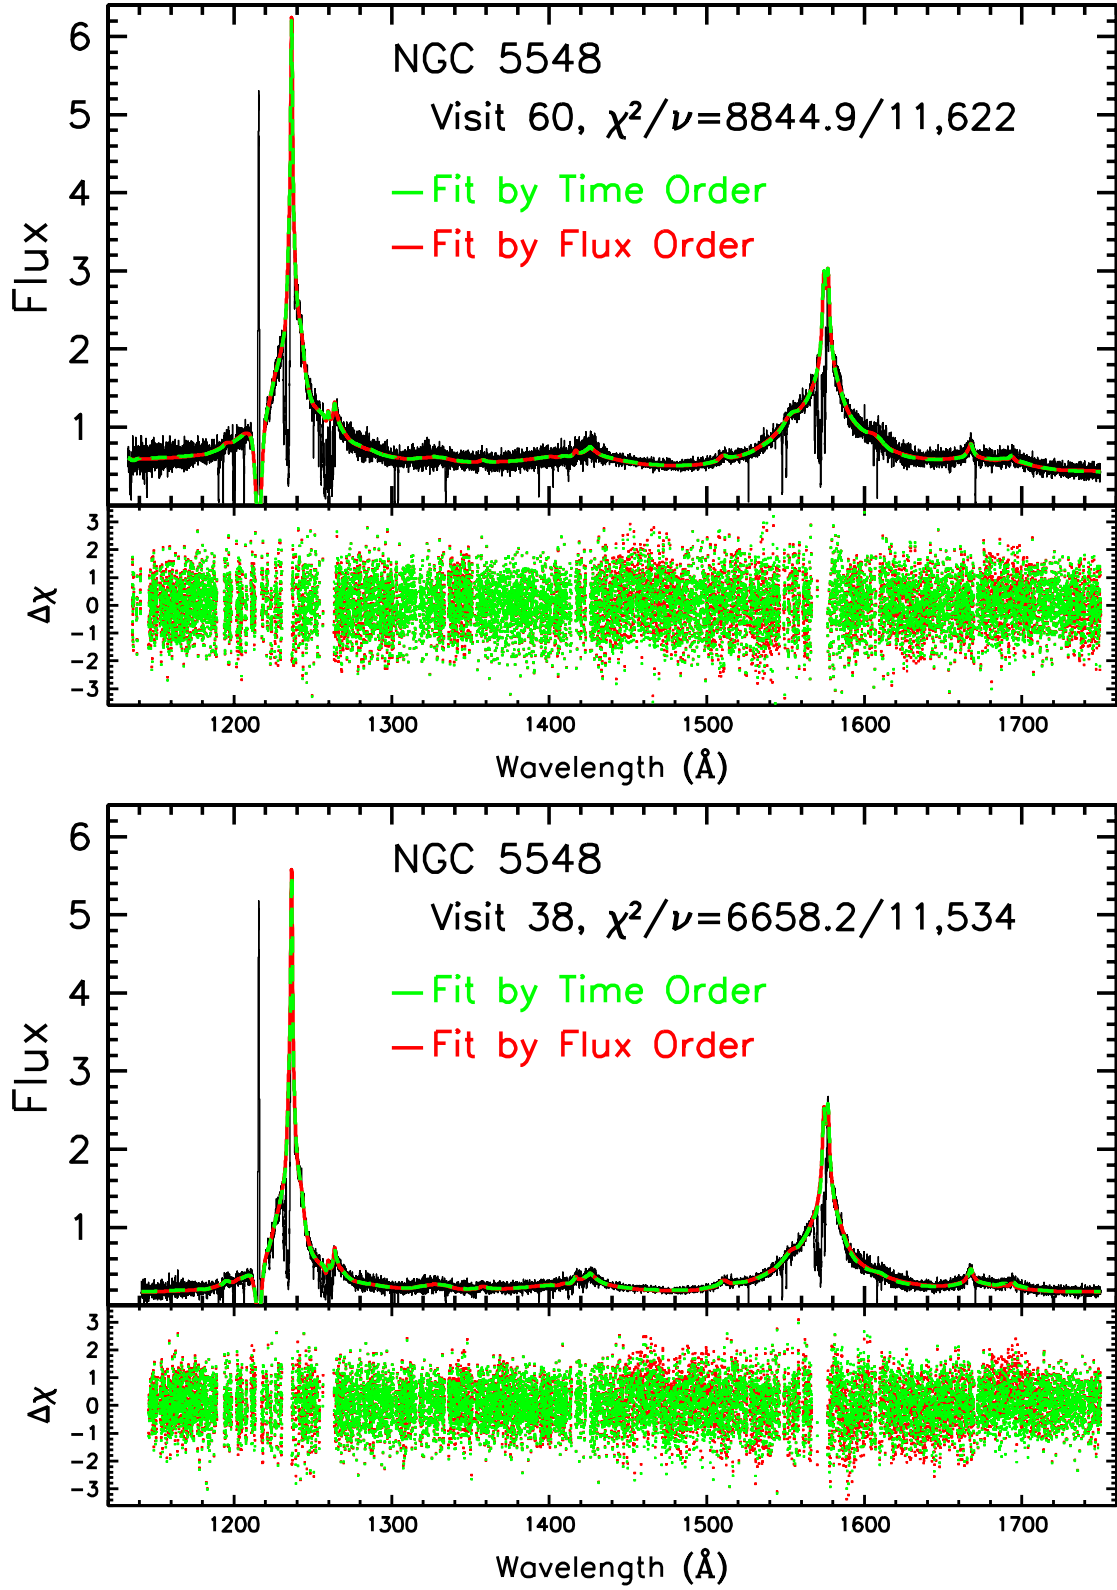 NGC 5548
Visit 60, χ²/ν=8844.9/11,622
Fit by Time Order
Fit by Flux Order
Flux
6
5
4
3
2
1
Δχ
3
2
1
0
-1
-2
-3
1200 1300 1400 1500 1600 1700
Wavelength (Å)
NGC 5548
Visit 38, χ²/ν=6658.2/11,534
Fit by Time Order
Fit by Flux Order
Flux
6
5
4
3
2
1
Δχ
3
2
1
0
-1
-2
-3
1200 1300 1400 1500 1600 1700
Wavelength (Å)